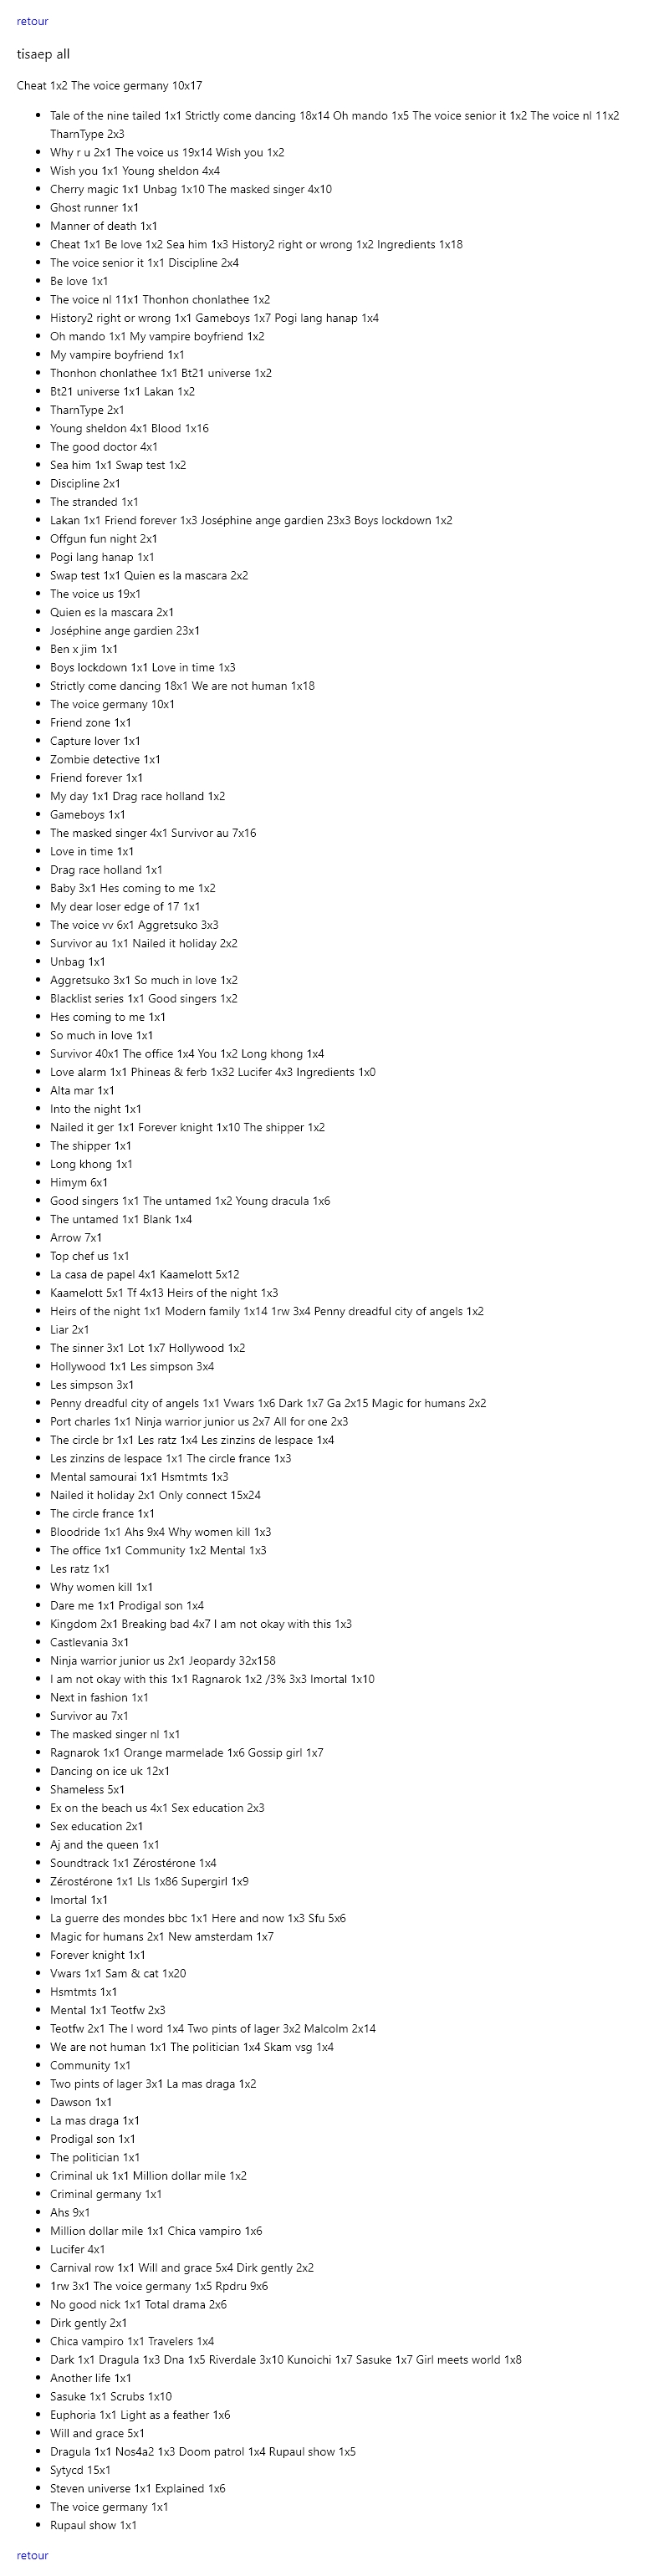 retour
tisaep all
Cheat 1x2 The voice germany 10x17
Tale of the nine tailed 1x1 Strictly come dancing 18x14 Oh mando 1x5 The voice senior it 1x2 The voice nl 11x2
TharnType 2x3
Why r u 2x1 The voice us 19x14 Wish you 1x2
Wish you 1x1 Young sheldon 4x4
Cherry magic 1x1 Unbag 1x10 The masked singer 4x10
Ghost runner 1x1
Manner of death 1x1
Cheat 1x1 Be love 1x2 Sea him 1x3 History2 right or wrong 1x2 Ingredients 1x18
The voice senior it 1x1 Discipline 2x4
Be love 1x1
The voice nl 11x1 Thonhon chonlathee 1x2
History2 right or wrong 1x1 Gameboys 1x7 Pogi lang hanap 1x4
Oh mando 1x1 My vampire boyfriend 1x2
My vampire boyfriend 1x1
Thonhon chonlathee 1x1 Bt21 universe 1x2
Bt21 universe 1x1 Lakan 1x2
TharnType 2x1
Young sheldon 4x1 Blood 1x16
The good doctor 4x1
Sea him 1x1 Swap test 1x2
Discipline 2x1
The stranded 1x1
Lakan 1x1 Friend forever 1x3 Joséphine ange gardien 23x3 Boys lockdown 1x2
Offgun fun night 2x1
Pogi lang hanap 1x1
Swap test 1x1 Quien es la mascara 2x2
The voice us 19x1
Quien es la mascara 2x1
Joséphine ange gardien 23x1
Ben x jim 1x1
Boys lockdown 1x1 Love in time 1x3
Strictly come dancing 18x1 We are not human 1x18
The voice germany 10x1
Friend zone 1x1
Capture lover 1x1
Zombie detective 1x1
Friend forever 1x1
My day 1x1 Drag race holland 1x2
Gameboys 1x1
The masked singer 4x1 Survivor au 7x16
Love in time 1x1
Drag race holland 1x1
Baby 3x1 Hes coming to me 1x2
My dear loser edge of 17 1x1
The voice vv 6x1 Aggretsuko 3x3
Survivor au 1x1 Nailed it holiday 2x2
Unbag 1x1
Aggretsuko 3x1 So much in love 1x2
Blacklist series 1x1 Good singers 1x2
Hes coming to me 1x1
So much in love 1x1
Survivor 40x1 The office 1x4 You 1x2 Long khong 1x4
Love alarm 1x1 Phineas & ferb 1x32 Lucifer 4x3 Ingredients 1x0
Alta mar 1x1
Into the night 1x1
Nailed it ger 1x1 Forever knight 1x10 The shipper 1x2
The shipper 1x1
Long khong 1x1
Himym 6x1
Good singers 1x1 The untamed 1x2 Young dracula 1x6
The untamed 1x1 Blank 1x4
Arrow 7x1
Top chef us 1x1
La casa de papel 4x1 Kaamelott 5x12
Kaamelott 5x1 Tf 4x13 Heirs of the night 1x3
Heirs of the night 1x1 Modern family 1x14 1rw 3x4 Penny dreadful city of angels 1x2
Liar 2x1
The sinner 3x1 Lot 1x7 Hollywood 1x2
Hollywood 1x1 Les simpson 3x4
Les simpson 3x1
Penny dreadful city of angels 1x1 Vwars 1x6 Dark 1x7 Ga 2x15 Magic for humans 2x2
Port charles 1x1 Ninja warrior junior us 2x7 All for one 2x3
The circle br 1x1 Les ratz 1x4 Les zinzins de lespace 1x4
Les zinzins de lespace 1x1 The circle france 1x3
Mental samourai 1x1 Hsmtmts 1x3
Nailed it holiday 2x1 Only connect 15x24
The circle france 1x1
Bloodride 1x1 Ahs 9x4 Why women kill 1x3
The office 1x1 Community 1x2 Mental 1x3
Les ratz 1x1
Why women kill 1x1
Dare me 1x1 Prodigal son 1x4
Kingdom 2x1 Breaking bad 4x7 I am not okay with this 1x3
Castlevania 3x1
Ninja warrior junior us 2x1 Jeopardy 32x158
I am not okay with this 1x1 Ragnarok 1x2 /3% 3x3 Imortal 1x10
Next in fashion 1x1
Survivor au 7x1
The masked singer nl 1x1
Ragnarok 1x1 Orange marmelade 1x6 Gossip girl 1x7
Dancing on ice uk 12x1
Shameless 5x1
Ex on the beach us 4x1 Sex education 2x3
Sex education 2x1
Aj and the queen 1x1
Soundtrack 1x1 Zérostérone 1x4
Zérostérone 1x1 Lls 1x86 Supergirl 1x9
Imortal 1x1
La guerre des mondes bbc 1x1 Here and now 1x3 Sfu 5x6
Magic for humans 2x1 New amsterdam 1x7
Forever knight 1x1
Vwars 1x1 Sam & cat 1x20
Hsmtmts 1x1
Mental 1x1 Teotfw 2x3
Teotfw 2x1 The l word 1x4 Two pints of lager 3x2 Malcolm 2x14
We are not human 1x1 The politician 1x4 Skam vsg 1x4
Community 1x1
Two pints of lager 3x1 La mas draga 1x2
Dawson 1x1
La mas draga 1x1
Prodigal son 1x1
The politician 1x1
Criminal uk 1x1 Million dollar mile 1x2
Criminal germany 1x1
Ahs 9x1
Million dollar mile 1x1 Chica vampiro 1x6
Lucifer 4x1
Carnival row 1x1 Will and grace 5x4 Dirk gently 2x2
1rw 3x1 The voice germany 1x5 Rpdru 9x6
No good nick 1x1 Total drama 2x6
Dirk gently 2x1
Chica vampiro 1x1 Travelers 1x4
Dark 1x1 Dragula 1x3 Dna 1x5 Riverdale 3x10 Kunoichi 1x7 Sasuke 1x7 Girl meets world 1x8
Another life 1x1
Sasuke 1x1 Scrubs 1x10
Euphoria 1x1 Light as a feather 1x6
Will and grace 5x1
Dragula 1x1 Nos4a2 1x3 Doom patrol 1x4 Rupaul show 1x5
Sytycd 15x1
Steven universe 1x1 Explained 1x6
The voice germany 1x1
Rupaul show 1x1
retour